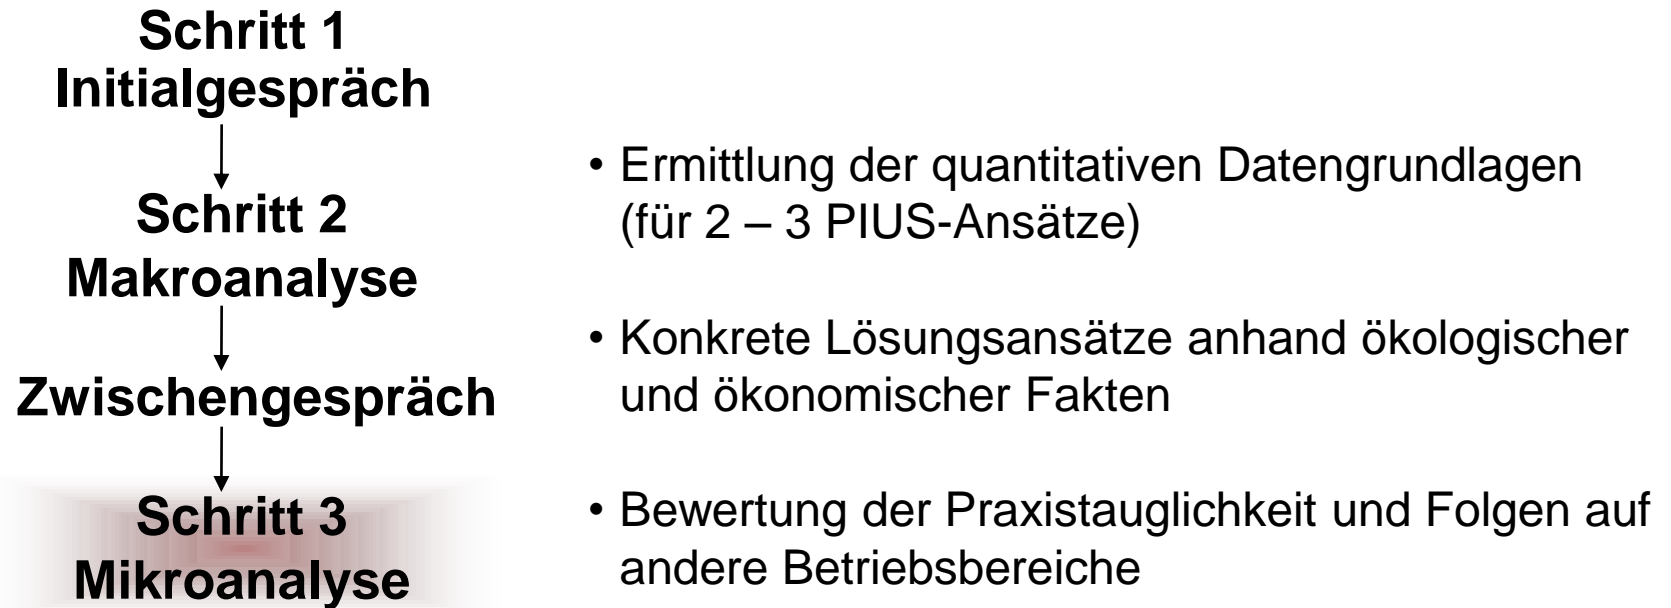 Schritt 1
Initialgespräch
Schritt 2
Makroanalyse
Zwischengespräch
Schritt 3
Mikroanalyse
• Ermittlung der quantitativen Datengrundlagen
(für 2 – 3 PIUS-Ansätze)
• Konkrete Lösungsansätze anhand ökologischer
und ökonomischer Fakten
• Bewertung der Praxistauglichkeit und Folgen auf
andere Betriebsbereiche